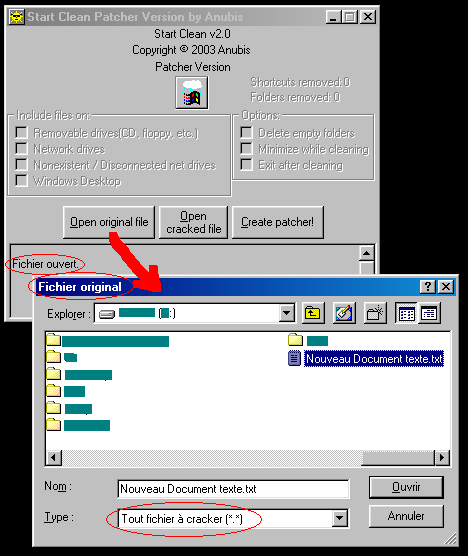 Start Clean Patcher Version by Anubis
Start Clean v2.0
Copyright © 2003 Anubis
Patcher Version
Shortcuts removed: 0
Folders removed: 0
Include files on:
Removable drives(CD, floppy, etc.)
Network drives
Nonexistent / Disconnected net drives
Windows Desktop
Options:
Delete empty folders
Minimize while cleaning
Exit after cleaning
Open original file
Open
cracked file
Create patcher!
Fichier ouvert.
Fichier original
Explorer :
:)
Nouveau Document texte.txt
Nom :
Nouveau Document texte.txt
Ouvrir
Type :
Tout fichier à cracker (*.*)
Annuler